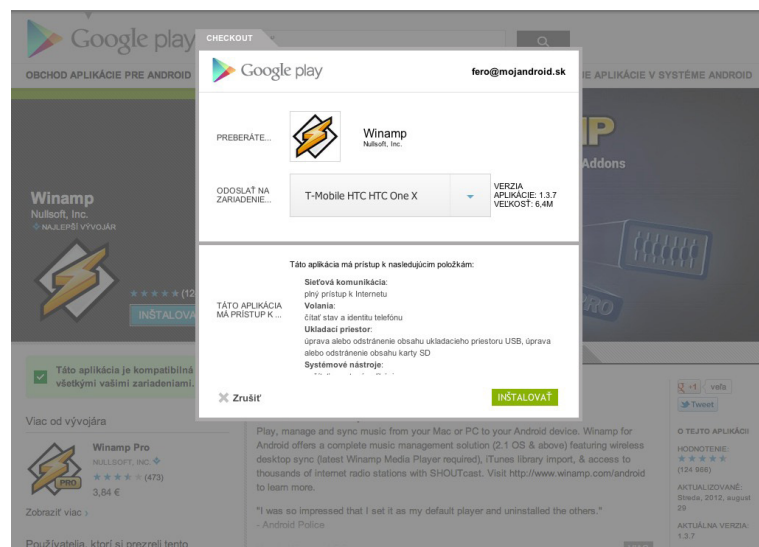 Google play
CHECKOUT
OBCHOD APLIKÁCIE PRE ANDROID
JE APLIKÁCIE V SYSTÉME ANDROID
Google play
fero@mojandroid.sk
PREBERÁTE...
Winamp
Nullsoft, Inc.
ODOSLAŤ NA
ZARIADENIE...
T-Mobile HTC HTC One X
VERZIA
APLIKÁCIE: 1.3.7
VEĽKOSŤ: 6,4M
Addons
Winamp
Nullsoft, Inc.
NAJLEPŠÍ VÝVOJÁR
(12
INŠTALOVA
PRO
Táto aplikácia má prístup k nasledujúcim položkám:
TÁTO APLIKÁCIA
MÁ PRÍSTUP K ...
Sieťová komunikácia:
plný prístup k Internetu
Volania:
čítať stav a identitu telefónu
Ukladací priestor:
úprava alebo odstránenie obsahu ukladacieho priestoru USB, úprava
alebo odstránenie obsahu karty SD
Systémové nástroje:
Zrušiť
INŠTALOVAŤ
Táto aplikácia je kompatibilná
všetkými vašimi zariadeniami.
Viac od vývojára
Winamp Pro
NULLSOFT, INC.
(473)
3,84 €
PRO
Zobraziť viac ›
Používatelia, ktorí si prezreli tento
Play, manage and sync music from your Mac or PC to your Android device. Winamp for
Android offers a complete music management solution (2.1 OS & above) featuring wireless
desktop sync (latest Winamp Media Player required), iTunes library import, & access to
thousands of internet radio stations with SHOUTcast. Visit http://www.winamp.com/android
to learn more.
"I was so impressed that I set it as my default player and uninstalled the others."
- Android Police
+1
veľa
Tweet
O TEJTO APLIKÁCII
HODNOTENIE:
(124 986)
AKTUALIZOVANÉ:
Streda, 2012, august
29
AKTUÁLNA VERZIA:
1.3.7